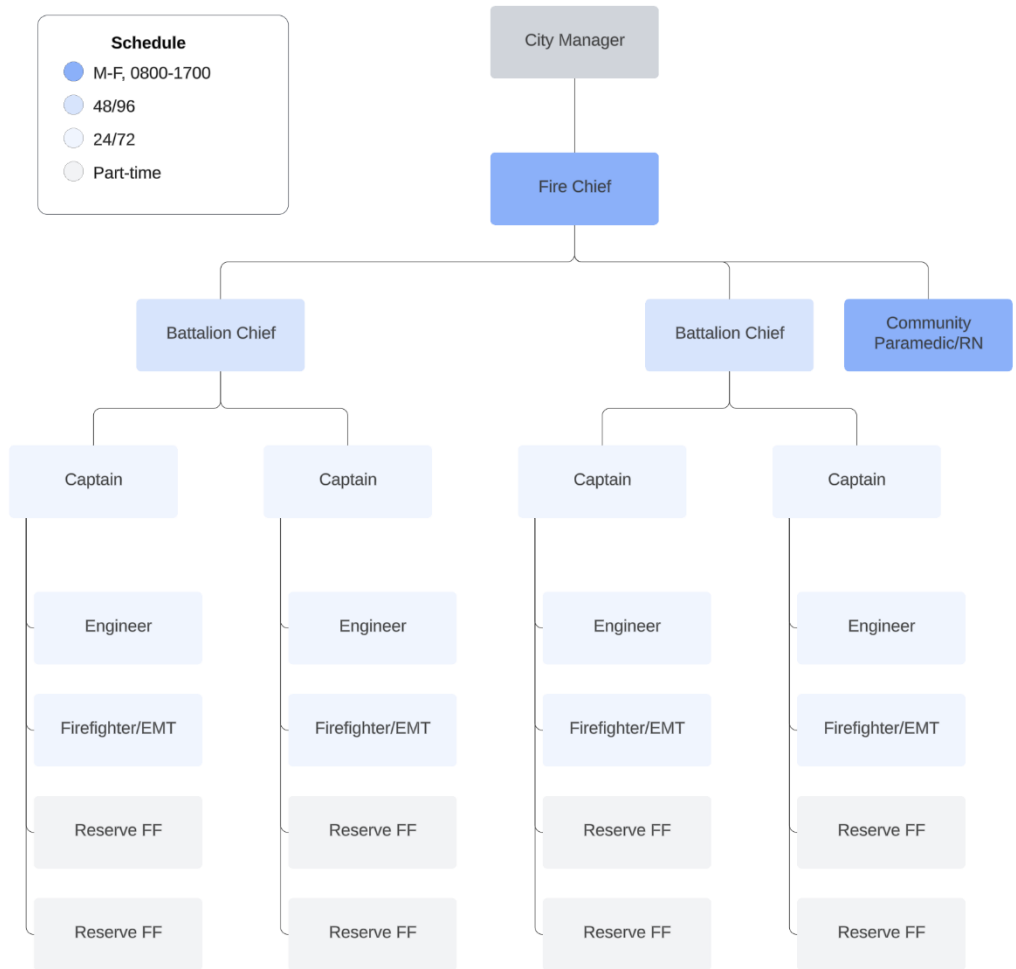 Schedule
M-F, 0800-1700
48/96
24/72
Part-time
City Manager
Fire Chief
Battalion Chief
Battalion Chief
Community
Paramedic/RN
Captain
Captain
Captain
Captain
Engineer
Engineer
Engineer
Engineer
Firefighter/EMT
Firefighter/EMT
Firefighter/EMT
Firefighter/EMT
Reserve FF
Reserve FF
Reserve FF
Reserve FF
Reserve FF
Reserve FF
Reserve FF
Reserve FF